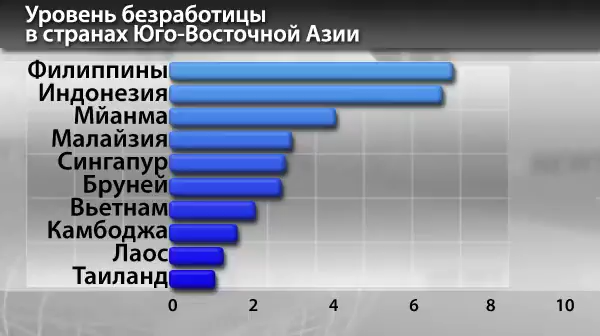 Уровень безработицы
в странах Юго-Восточной Азии
Филиппины
Индонезия
Мйанма
Малайзия
Сингапур
Бруней
Вьетнам
Камбоджа
Лаос
Таиланд
0 2 4 6 8 10